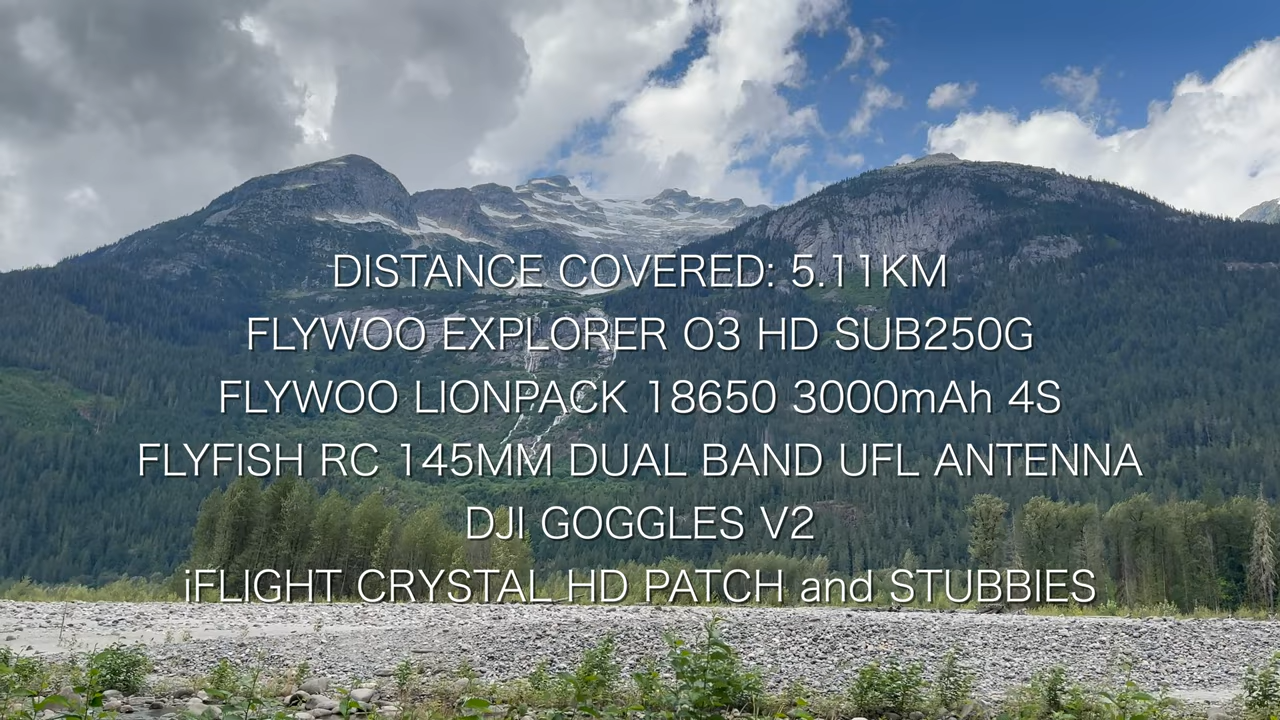 DISTANCE COVERED: 5.11KM
FLYWOO EXPLORER O3 HD SUB250G
FLYWOO LIONPACK 18650 3000mAh 4S
FLYFISH RC 145MM DUAL BAND UFL ANTENNA
DJI GOGGLES V2
iFLIGHT CRYSTAL HD PATCH and STUBBIES